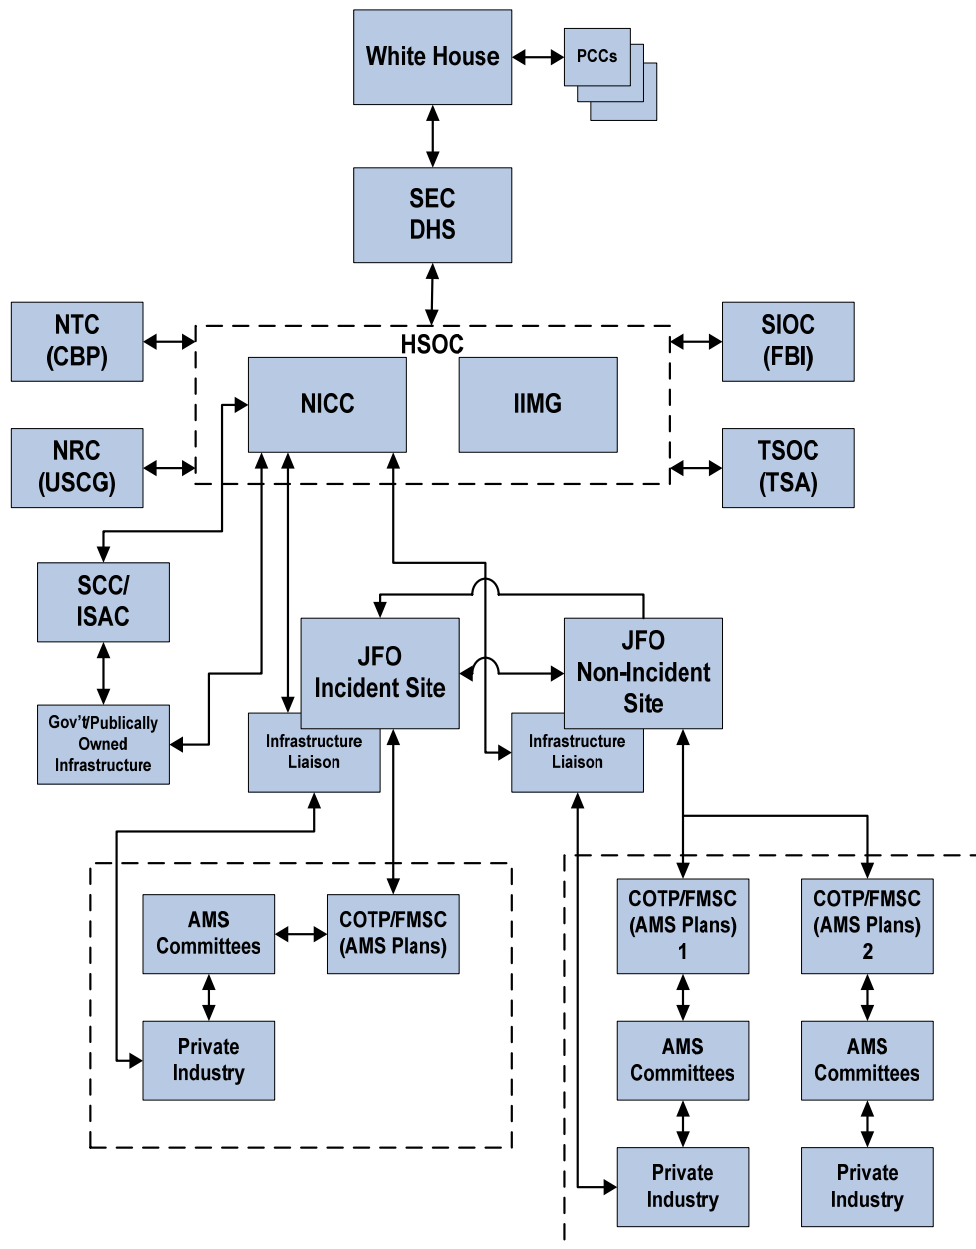 White House
PCCs
SEC
DHS
NTC
(CBP)
HSOC
SIOC
(FBI)
NICC
IIMG
NRC
(USCG)
TSOC
(TSA)
SCC/
ISAC
JFO
Incident Site
JFO
Non-Incident
Site
Gov't/Publically
Owned
Infrastructure
Infrastructure
Liaison
Infrastructure
Liaison
AMS
Committees
COTP/FMSC
(AMS Plans)
COTP/FMSC
(AMS Plans)
1
COTP/FMSC
(AMS Plans)
2
Private
Industry
AMS
Committees
AMS
Committees
Private
Industry
Private
Industry